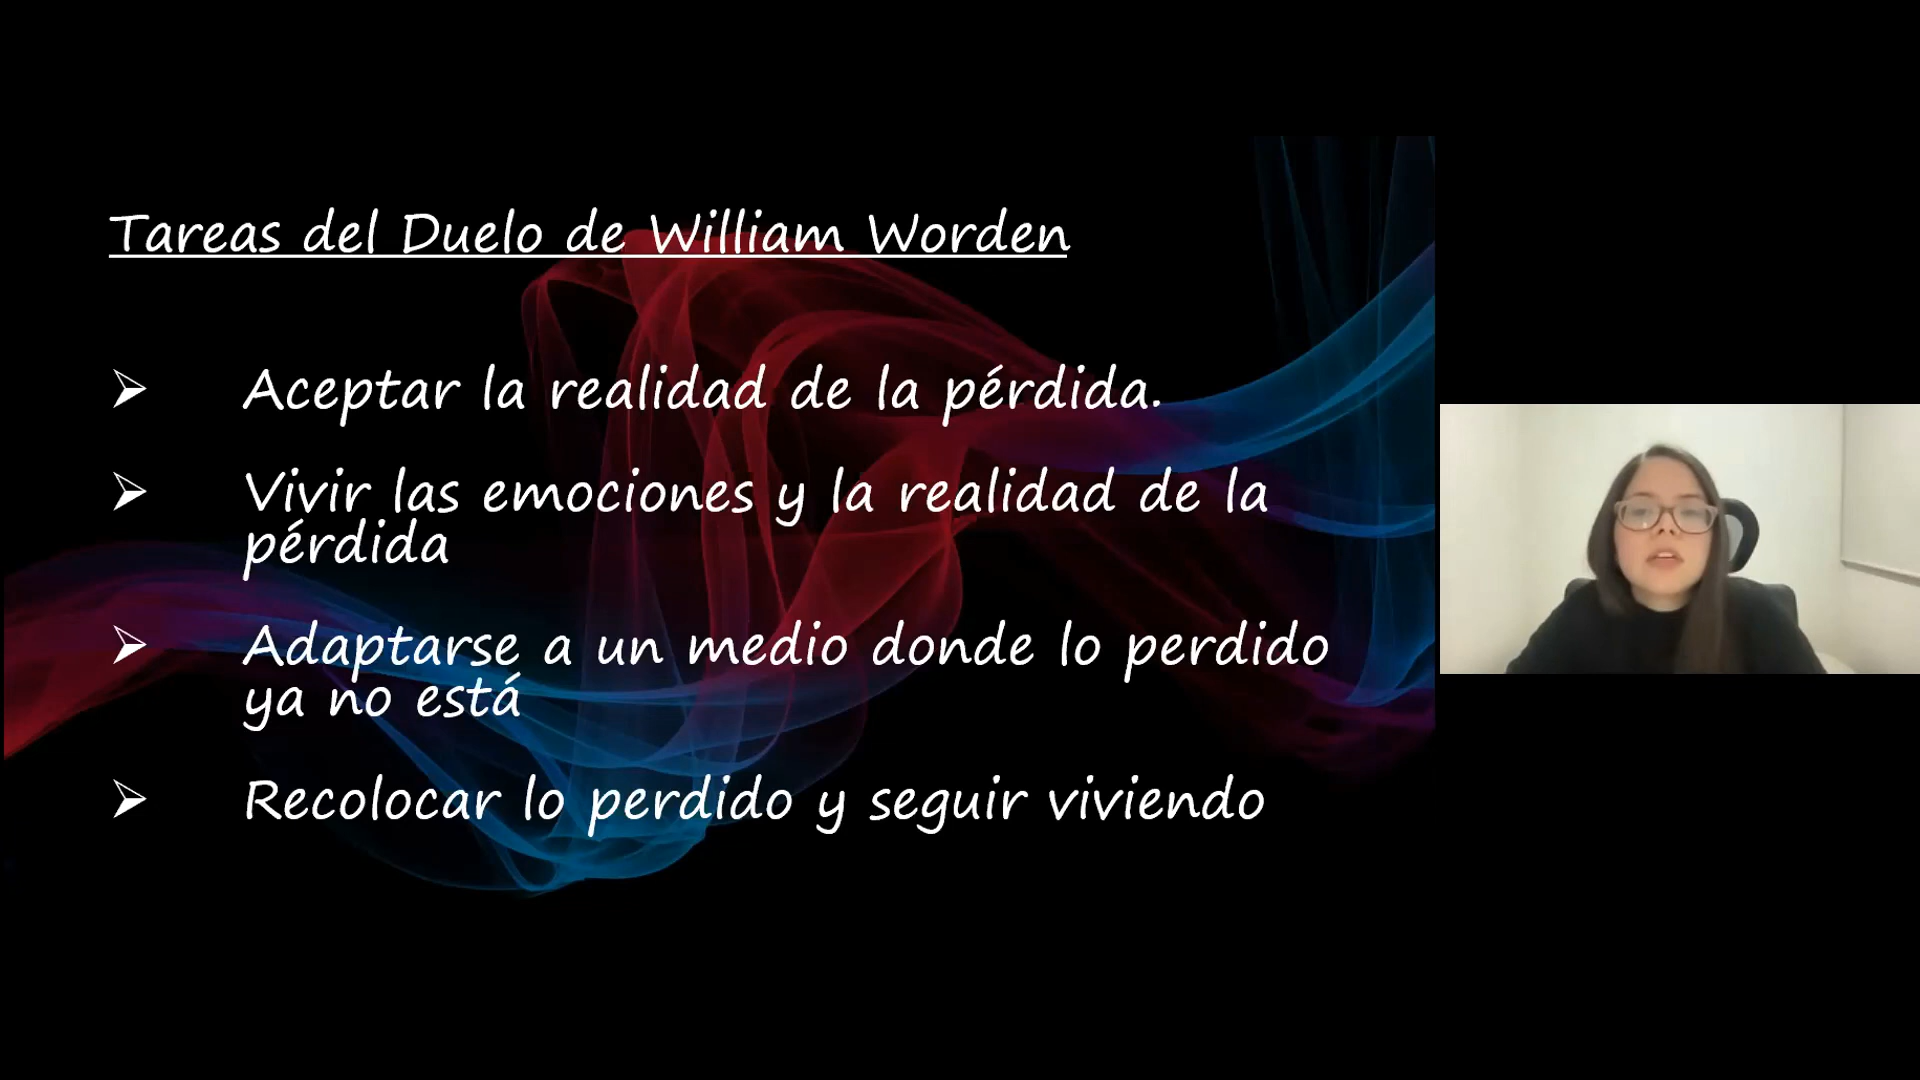 Tareas del Duelo de William Worden
Aceptar la realidad de la pérdida.
Vivir las emociones y la realidad de la
pérdida
Adaptarse a un medio donde lo perdido
ya no está
Recolocar lo perdido y seguir viviendo